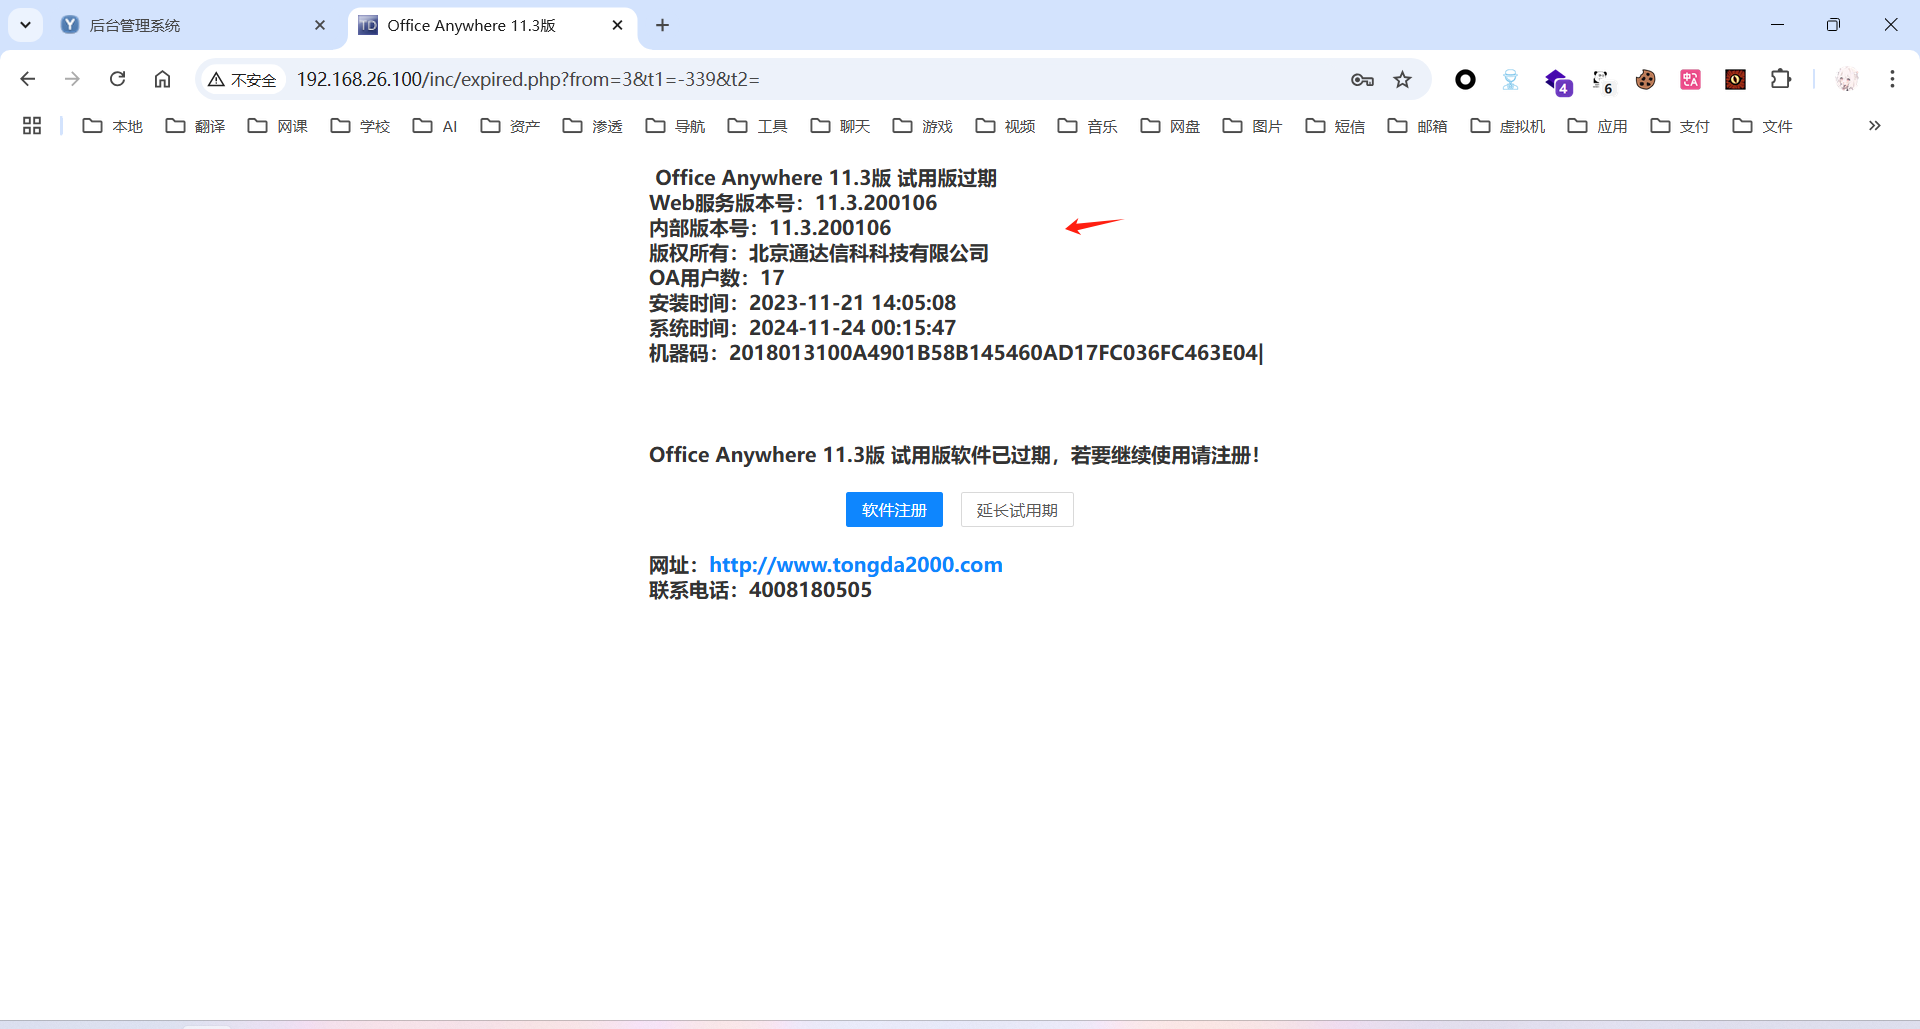 后台管理系统
Office Anywhere 11.3版
不安全
192.168.26.100/inc/expired.php?from=3&t1=-339&t2=
4
6
本地 翻译 网课 学校 AI 资产 渗透 导航 工具 聊天 游戏 视频 音乐 网盘 图片 短信 邮箱 虚拟机 应用 支付 文件
Office Anywhere 11.3版 试用版过期
Web服务版本号：11.3.200106
内部版本号：11.3.200106
版权所有：北京通达信科科技有限公司
OA用户数：17
安装时间：2023-11-21 14:05:08
系统时间：2024-11-24 00:15:47
机器码：2018013100A4901B58B145460AD17FC036FC463E04|
Office Anywhere 11.3版 试用版软件已过期，若要继续使用请注册！
软件注册 延长试用期
网址：http://www.tongda2000.com
联系电话：4008180505